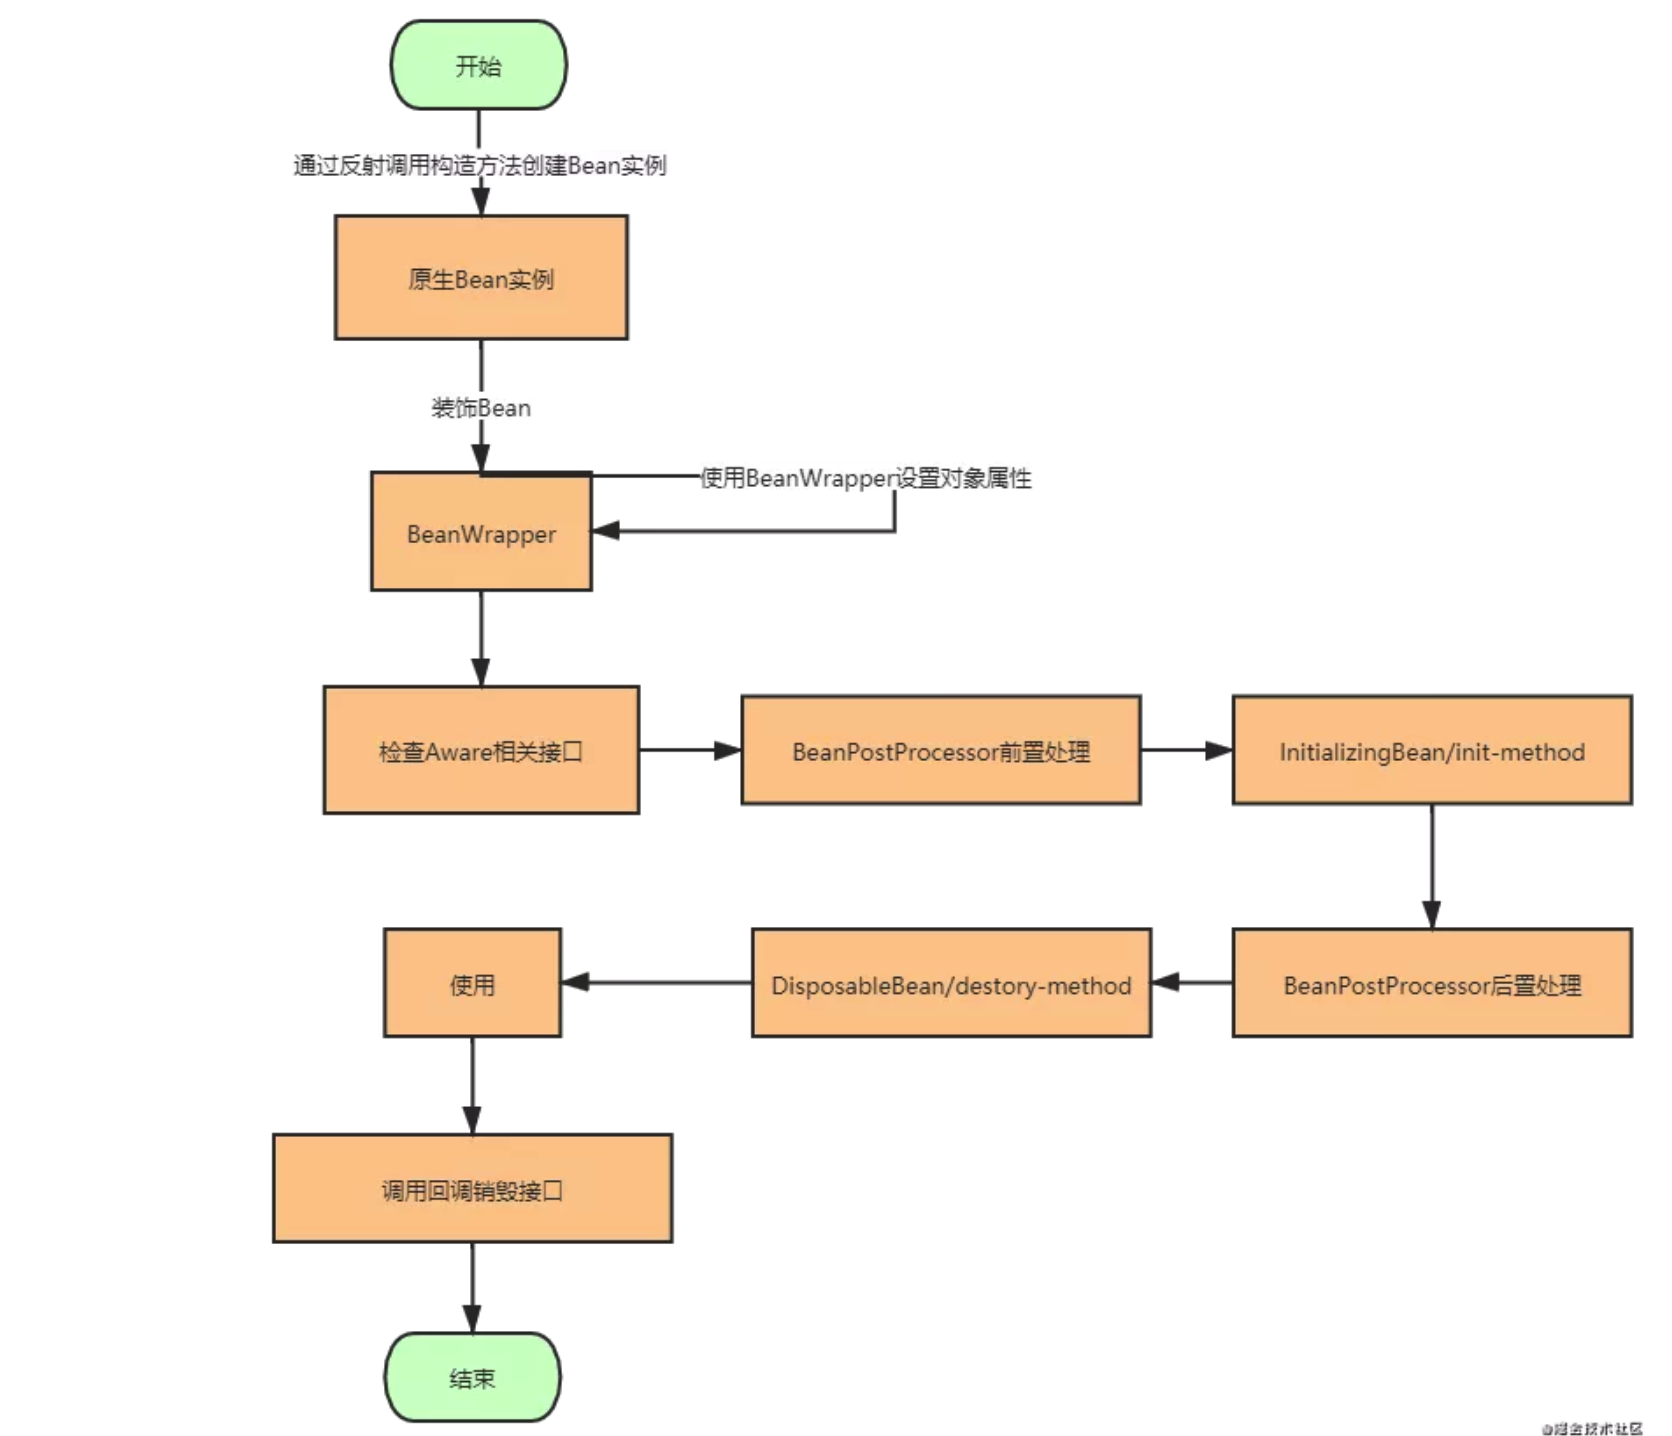 开始
通过反射调用构造方法创建Bean实例
原生Bean实例
装饰Bean
使用BeanWrapper设置对象属性
BeanWrapper
检查Aware相关接口
BeanPostProcessor前置处理
InitializingBean/init-method
BeanPostProcessor后置处理
DisposableBean/destory-method
使用
调用回调销毁接口
结束
@掘金技术社区